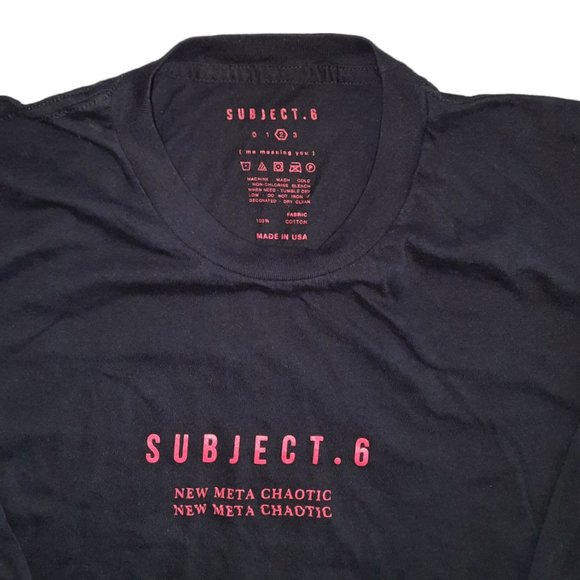 SUBJECT.6
0 1 2 3
( me meaning you )
MACHINE WASH COLD
- NON-CHLORINE BLEACH
WHEN NEED - TUMBLE DRY
LOW - DO NOT IRON
DECORATED - DRY CLEAN
FABRIC
100% COTTON
MADE IN USA
SUBJECT.6
NEW META CHAOTIC
NEW META CHAOTIC